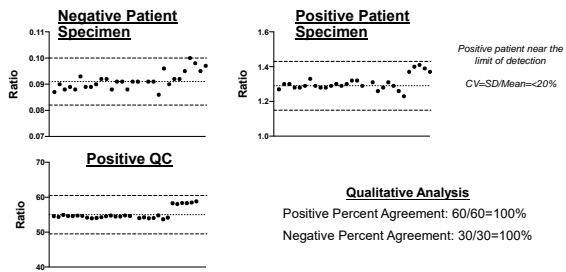 Negative Patient
Specimen
0.11
0.10
0.09
0.08
0.07
Ratio
Positive Patient
Specimen
1.6
1.4
1.2
1.0
Ratio
Positive patient near the
limit of detection
CV=SD/Mean=<20%
Positive QC
70
60
50
40
Ratio
Qualitative Analysis
Positive Percent Agreement: 60/60=100%
Negative Percent Agreement: 30/30=100%